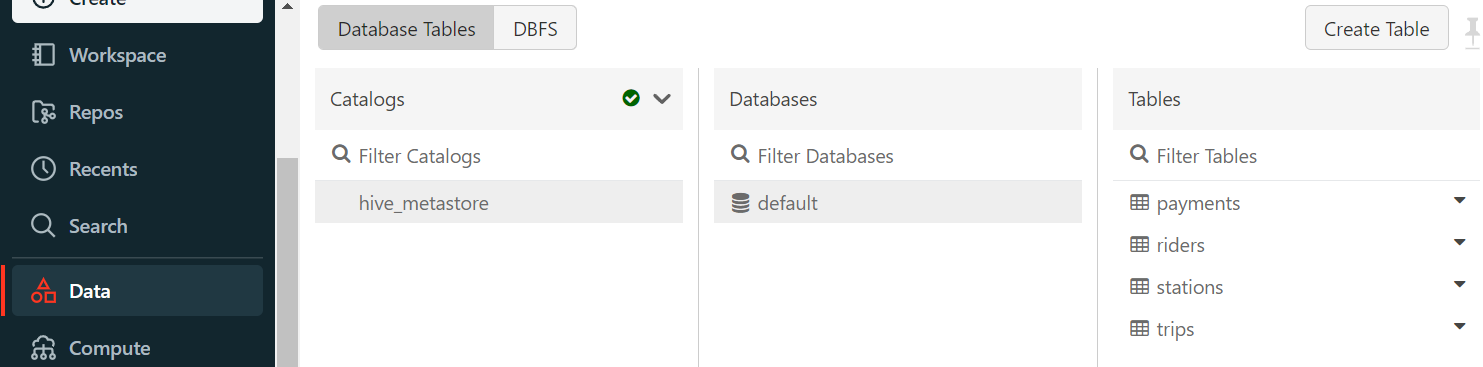 Create
Workspace
Repos
Recents
Search
Data
Compute
Database Tables
DBFS
Create Table
Catalogs
Filter Catalogs
hive_metastore
Databases
Filter Databases
default
Tables
Filter Tables
payments
riders
stations
trips